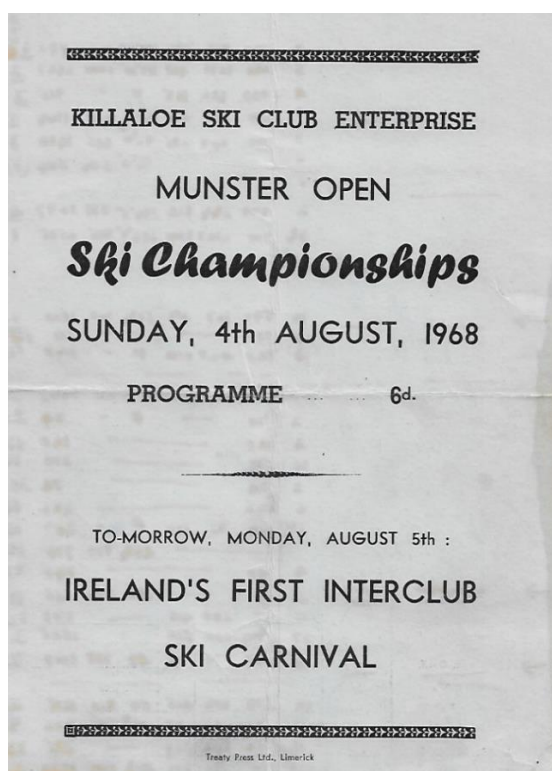 KILLALOE SKI CLUB ENTERPRISE
MUNSTER OPEN
Ski Championships
SUNDAY, 4th AUGUST, 1968
PROGRAMME ... ... 6d.
TO-MORROW, MONDAY, AUGUST 5th :
IRELAND'S FIRST INTERCLUB
SKI CARNIVAL
Treaty Press Ltd., Limerick